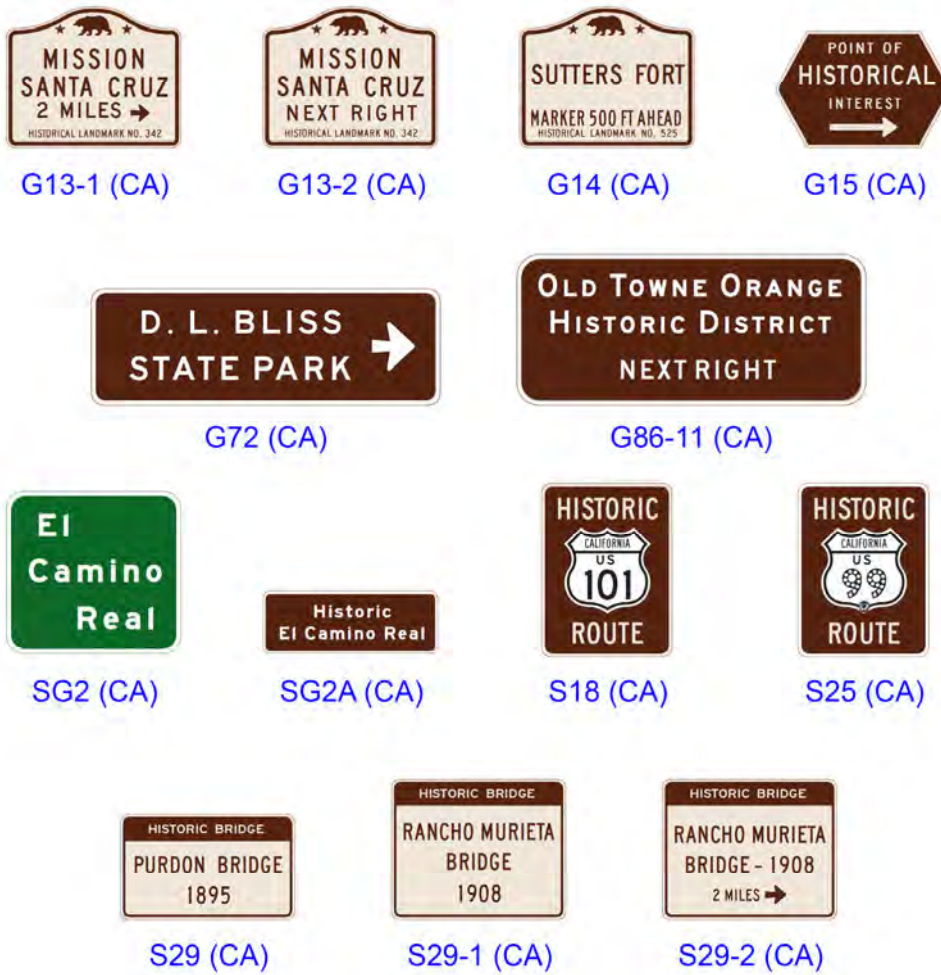 MISSION
SANTA CRUZ
2 MILES
HISTORICAL LANDMARK NO. 342
G13-1 (CA)
MISSION
SANTA CRUZ
NEXT RIGHT
HISTORICAL LANDMARK NO. 342
G13-2 (CA)
SUTTERS FORT
MARKER 500 FT AHEAD
HISTORICAL LANDMARK NO. 525
G14 (CA)
POINT OF
HISTORICAL
INTEREST
G15 (CA)
D. L. BLISS
STATE PARK
G72 (CA)
OLD TOWNE ORANGE
HISTORIC DISTRICT
NEXT RIGHT
G86-11 (CA)
El
Camino
Real
SG2 (CA)
Historic
El Camino Real
SG2A (CA)
HISTORIC
CALIFORNIA
US
101
ROUTE
S18 (CA)
HISTORIC
CALIFORNIA
US
99
ROUTE
S25 (CA)
HISTORIC BRIDGE
PURDON BRIDGE
1895
S29 (CA)
HISTORIC BRIDGE
RANCHO MURIETA
BRIDGE
1908
S29-1 (CA)
HISTORIC BRIDGE
RANCHO MURIETA
BRIDGE - 1908
2 MILES
S29-2 (CA)